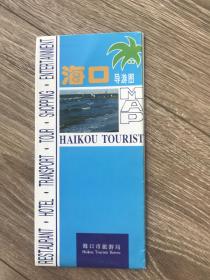 海口
导游图
MAP
HAIKOU TOURIST
RESTAURANT · HOTEL · TRANSPORT · TOUR · SHOPPING · ENTERTAINMENT
海口市旅游局
Haikou Tourism Bureau